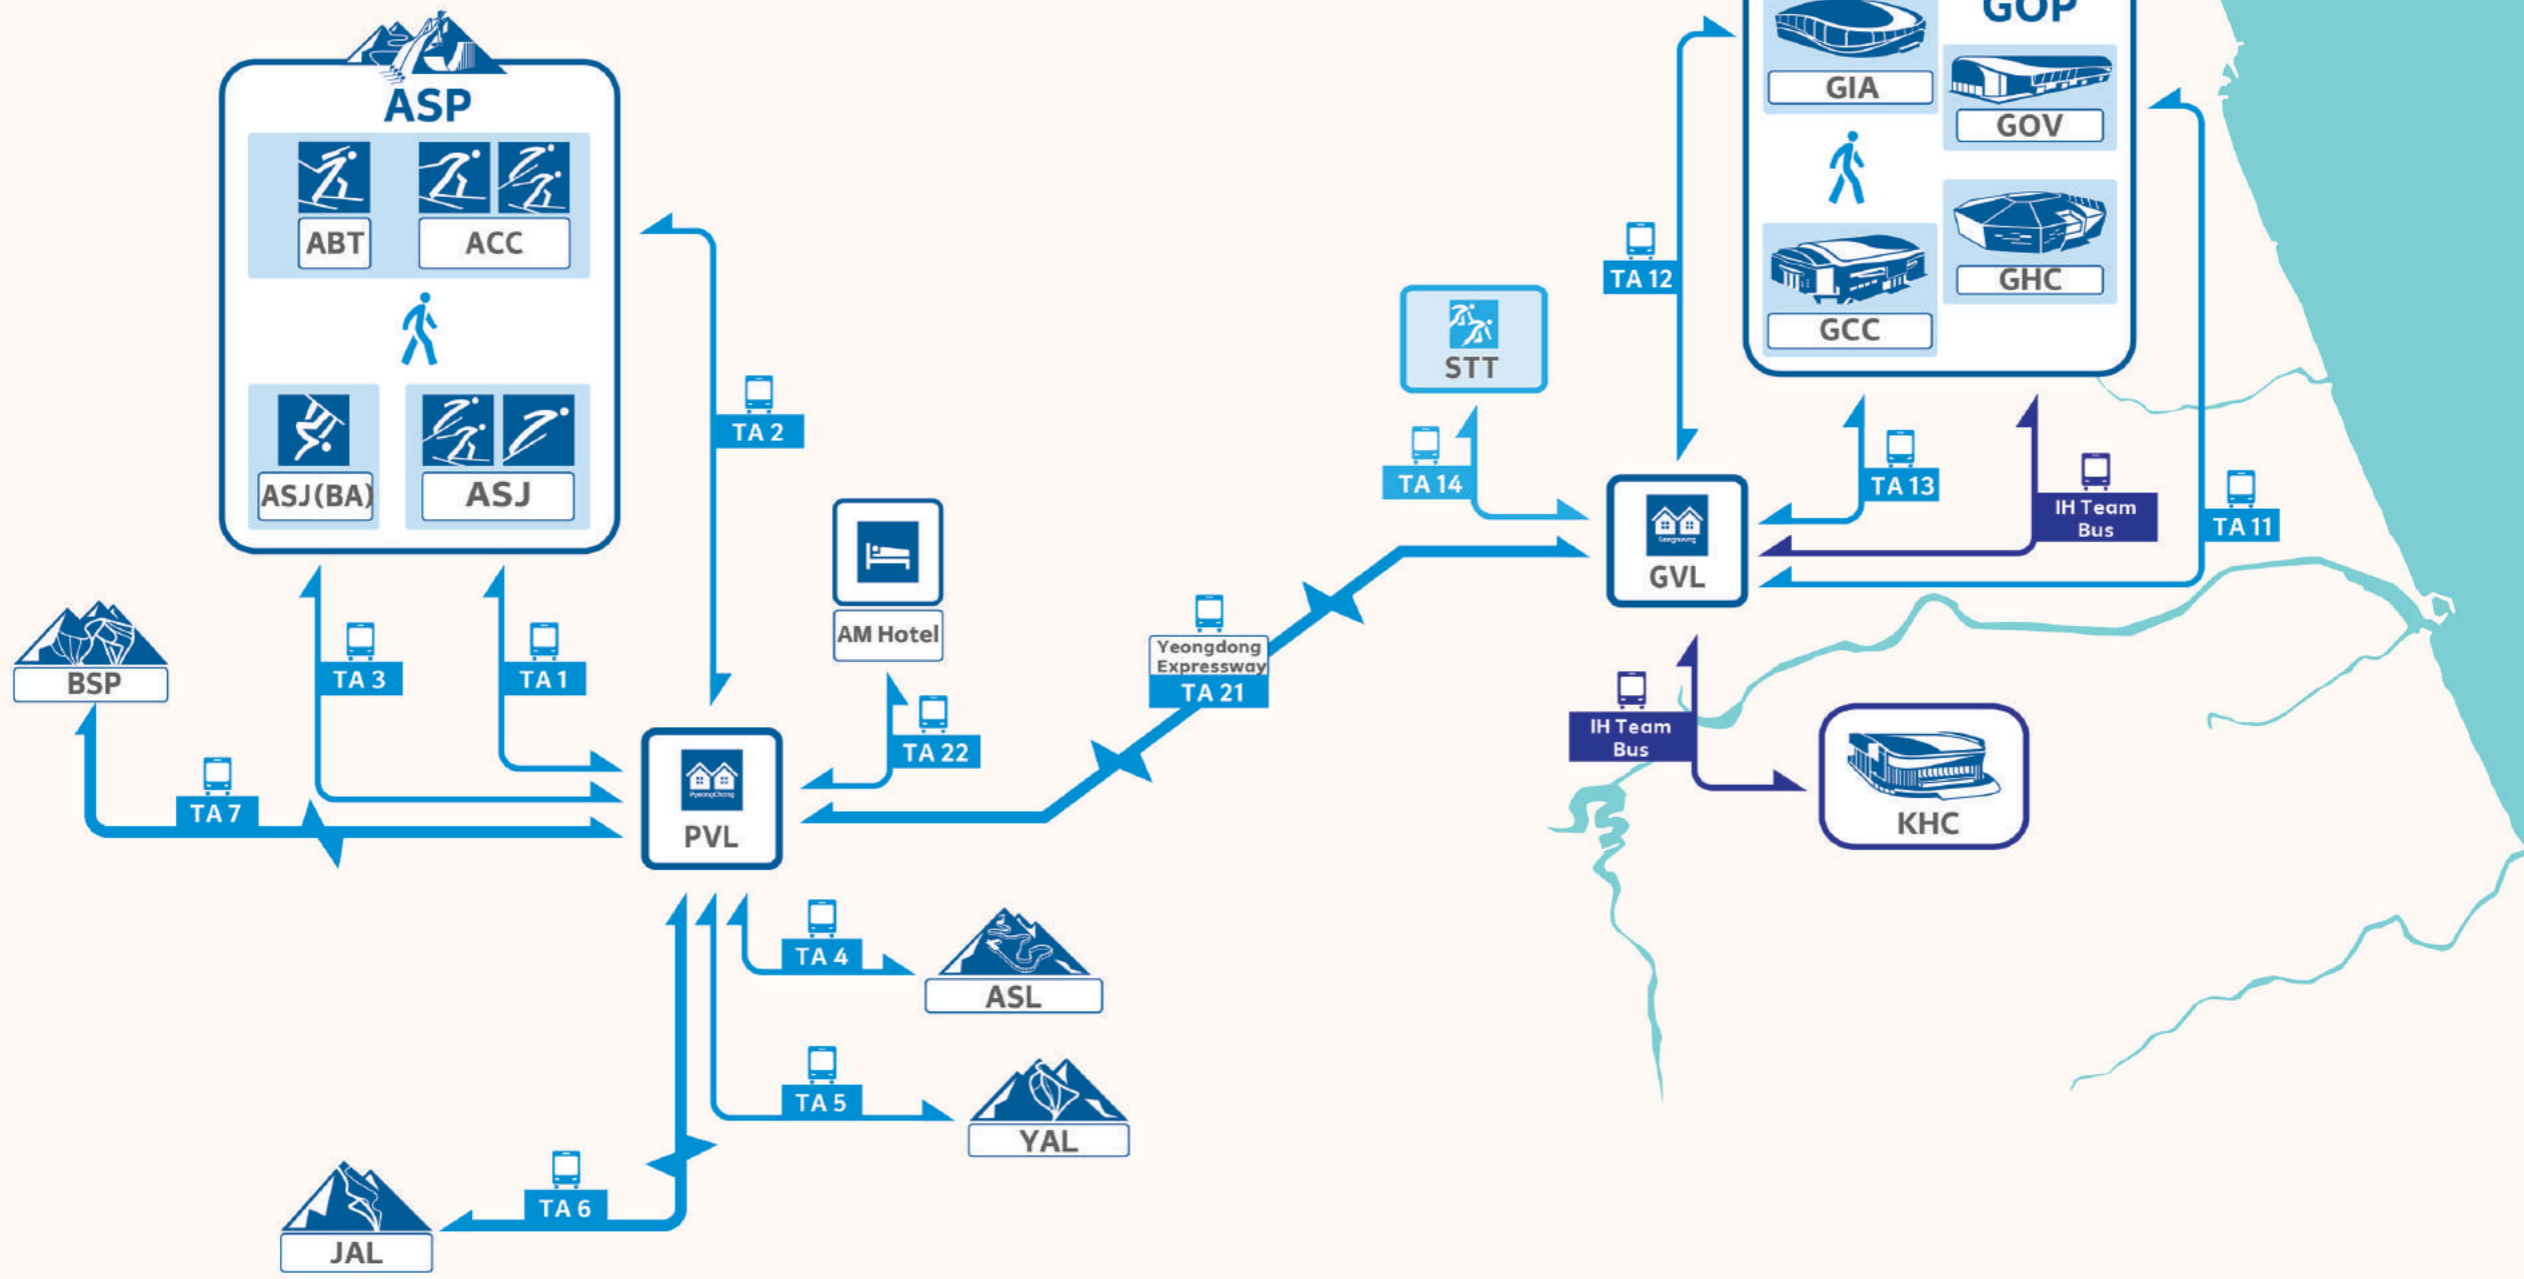 GOP
GIA
GOV
GHC
GCC
ASP
ABT
ACC
ASJ(BA)
ASJ
TA 12
STT
TA 2
TA 14
TA 13
IH Team
Bus
TA 11
Gangneung
GVL
AM Hotel
Yeongdong
Expressway
TA 21
BSP
TA 3
TA 1
TA 22
IH Team
Bus
TA 7
PyeongChang
PVL
KHC
TA 4
ASL
TA 5
YAL
TA 6
JAL